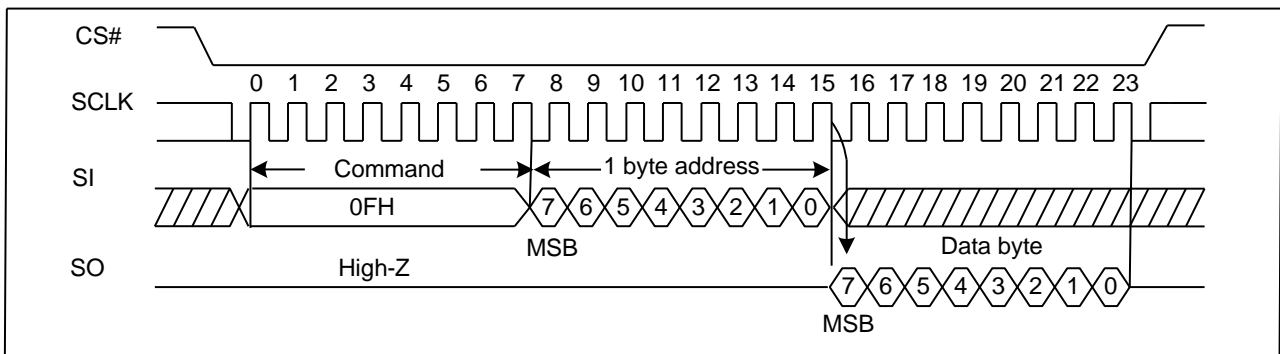 CS#
0 1 2 3 4 5 6 7 8 9 10 11 12 13 14 15 16 17 18 19 20 21 22 23
SCLK
Command 1 byte address
SI
0FH 7 6 5 4 3 2 1 0
MSB Data byte
SO High-Z
7 6 5 4 3 2 1 0
MSB